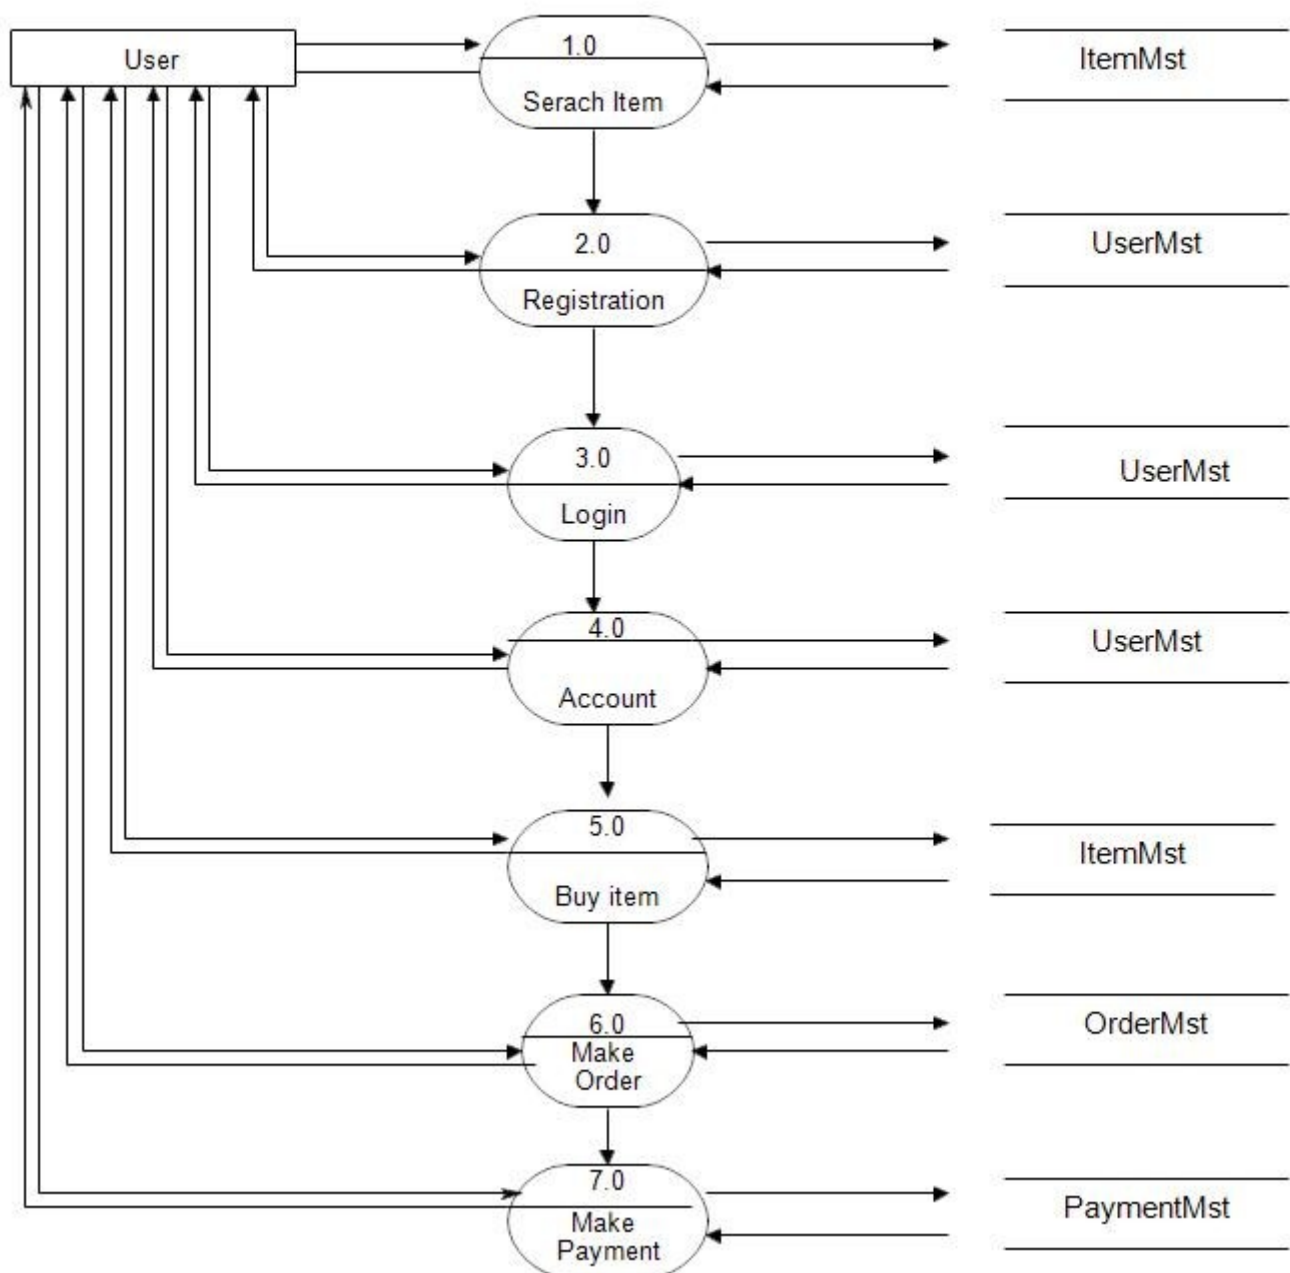 User
1.0
Serach Item
ItemMst
2.0
Registration
UserMst
3.0
Login
UserMst
4.0
Account
UserMst
5.0
Buy item
ItemMst
6.0
Make
Order
OrderMst
7.0
Make
Payment
PaymentMst